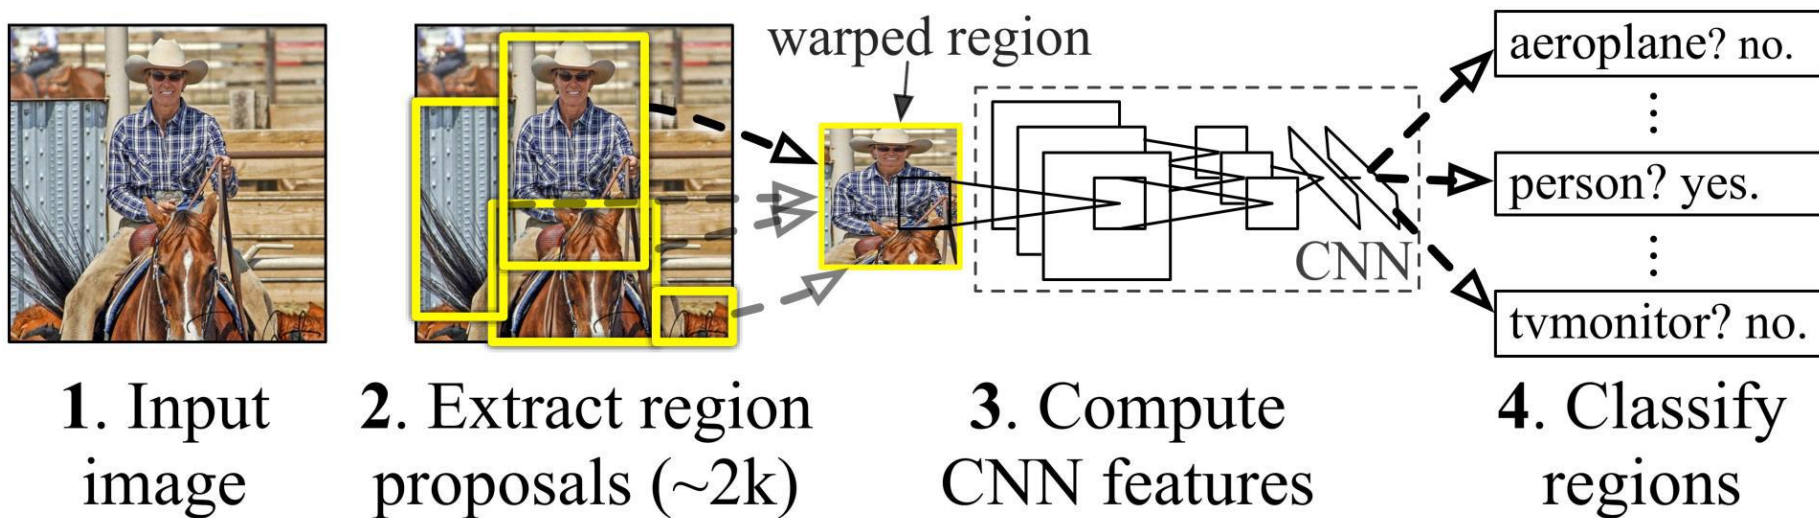 warped region
aeroplane? no.
person? yes.
CNN
tvmonitor? no.
1. Input
image
2. Extract region
proposals (~2k)
3. Compute
CNN features
4. Classify
regions